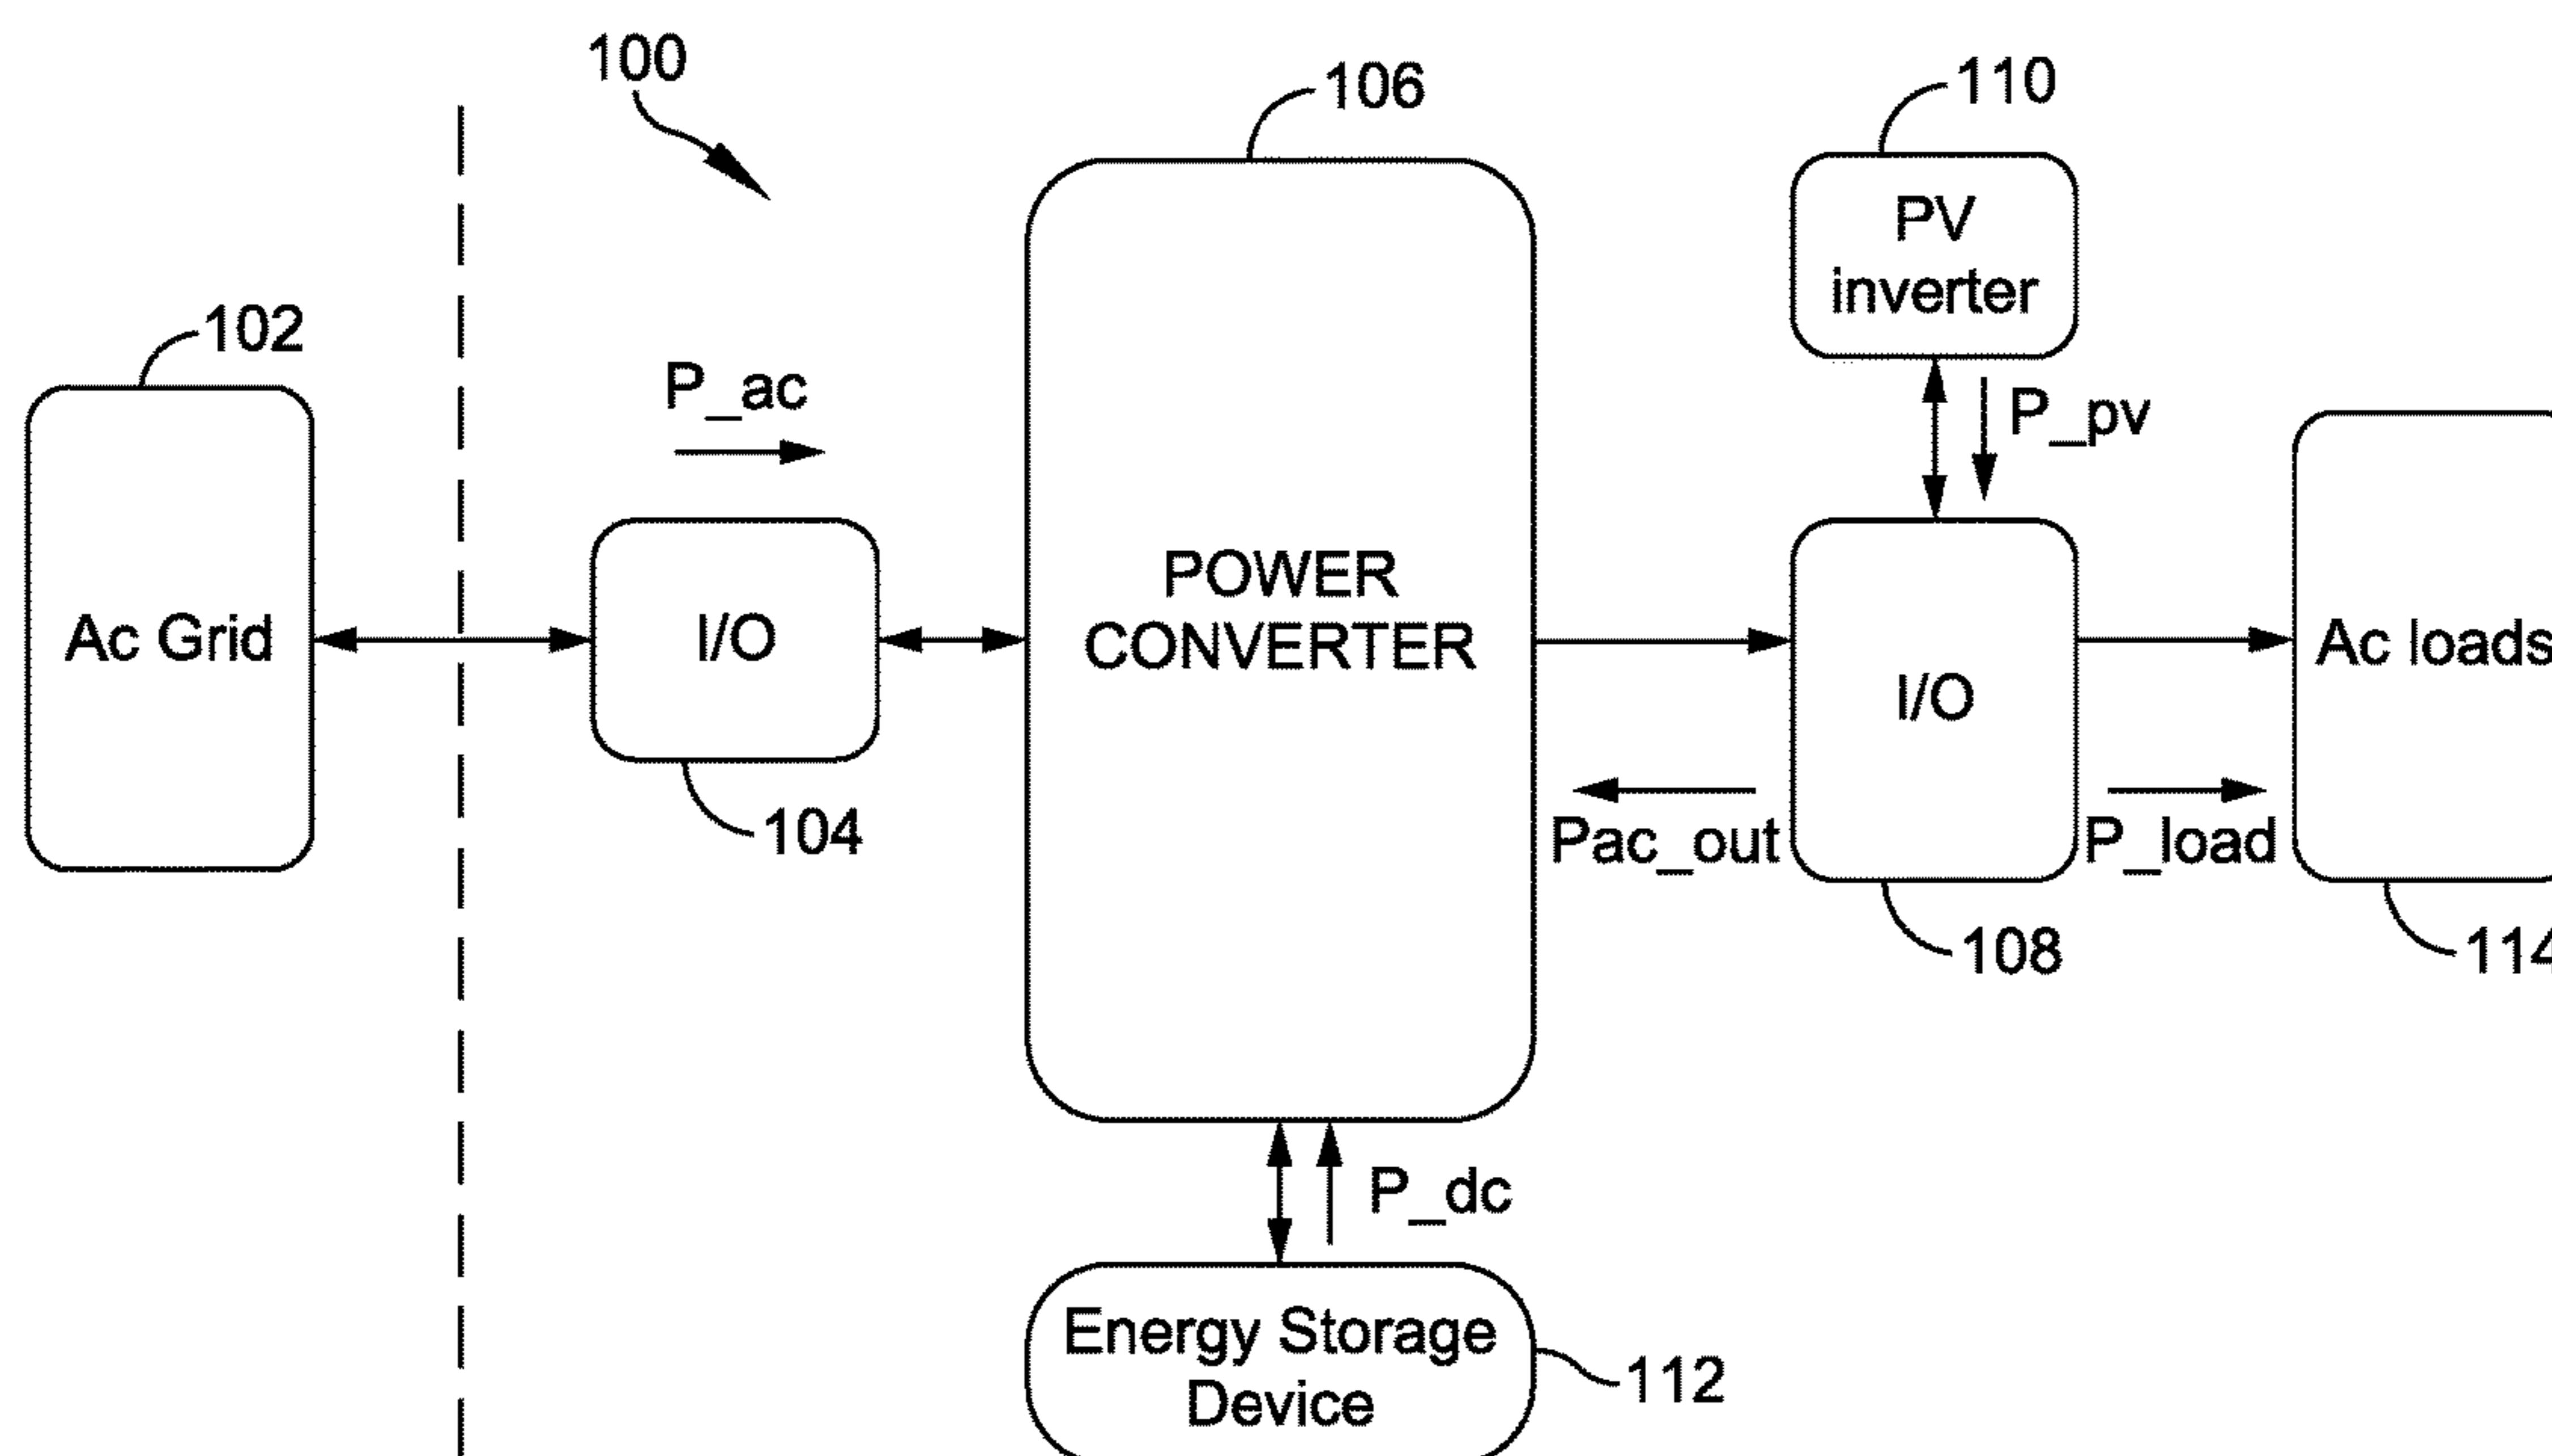 100
106
110
PV
inverter
102
P_ac
P_pv
Ac Grid
I/O
POWER
CONVERTER
I/O
Ac loads
104
Pac_out
P_load
108
114
P_dc
Energy Storage
Device
112